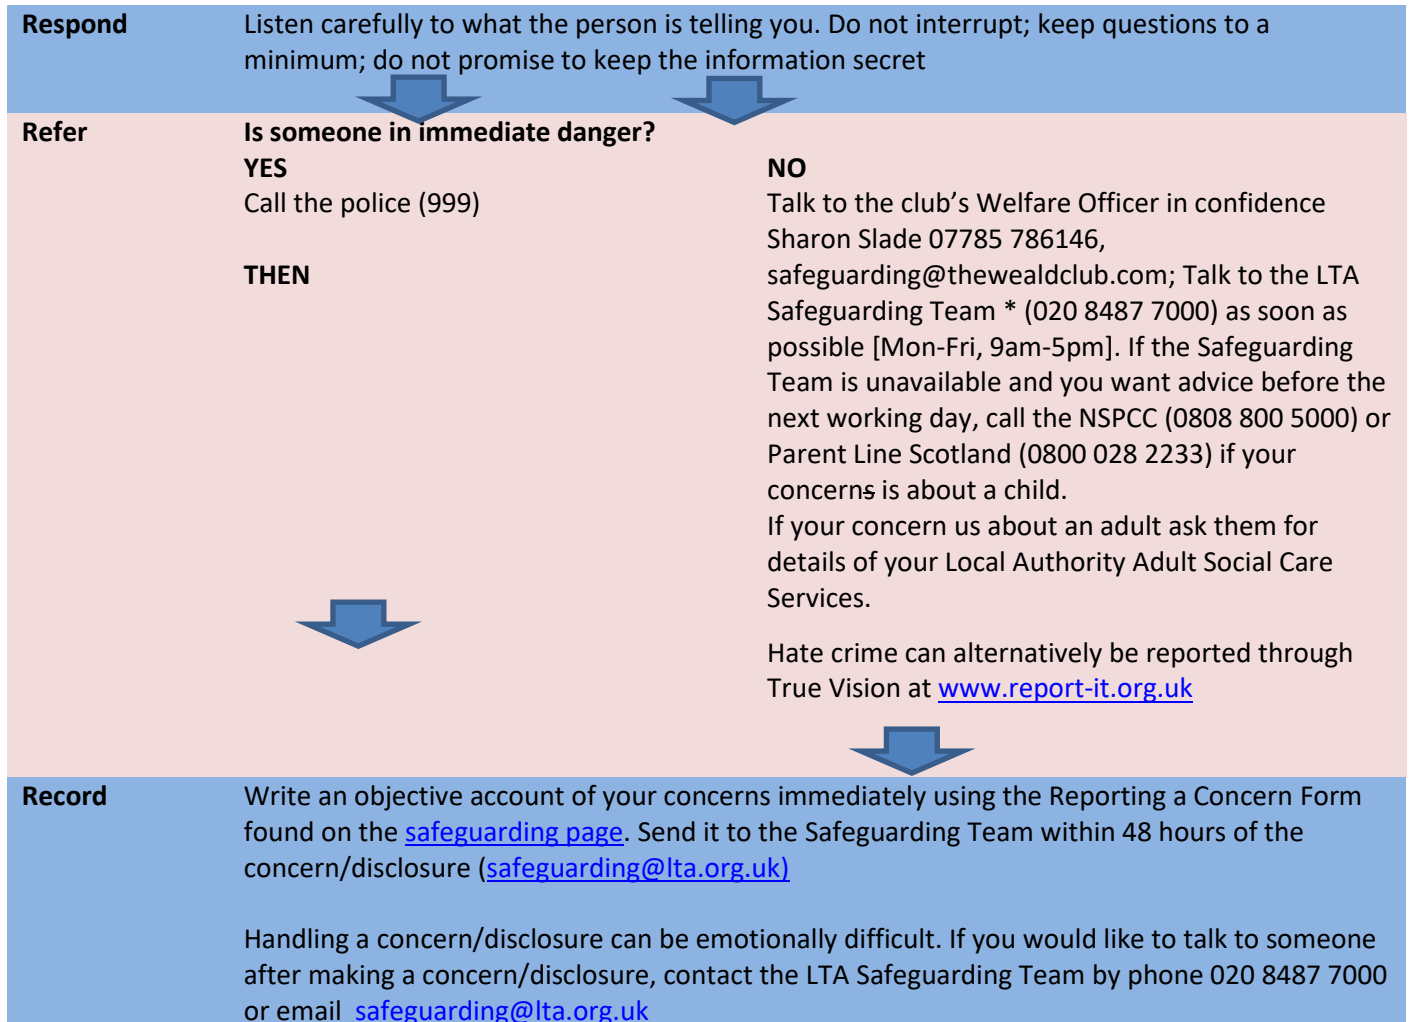 Respond
Listen carefully to what the person is telling you. Do not interrupt; keep questions to a
minimum; do not promise to keep the information secret
Refer
Is someone in immediate danger?
YES
Call the police (999)
THEN
NO
Talk to the club’s Welfare Officer in confidence
Sharon Slade 07785 786146,
safeguarding@thewealdclub.com; Talk to the LTA
Safeguarding Team * (020 8487 7000) as soon as
possible [Mon-Fri, 9am-5pm]. If the Safeguarding
Team is unavailable and you want advice before the
next working day, call the NSPCC (0808 800 5000) or
Parent Line Scotland (0800 028 2233) if your
concerns is about a child.
If your concern us about an adult ask them for
details of your Local Authority Adult Social Care
Services.
Hate crime can alternatively be reported through
True Vision at www.report-it.org.uk
Record
Write an objective account of your concerns immediately using the Reporting a Concern Form
found on the safeguarding page. Send it to the Safeguarding Team within 48 hours of the
concern/disclosure (safeguarding@lta.org.uk)
Handling a concern/disclosure can be emotionally difficult. If you would like to talk to someone
after making a concern/disclosure, contact the LTA Safeguarding Team by phone 020 8487 7000
or email safeguarding@lta.org.uk